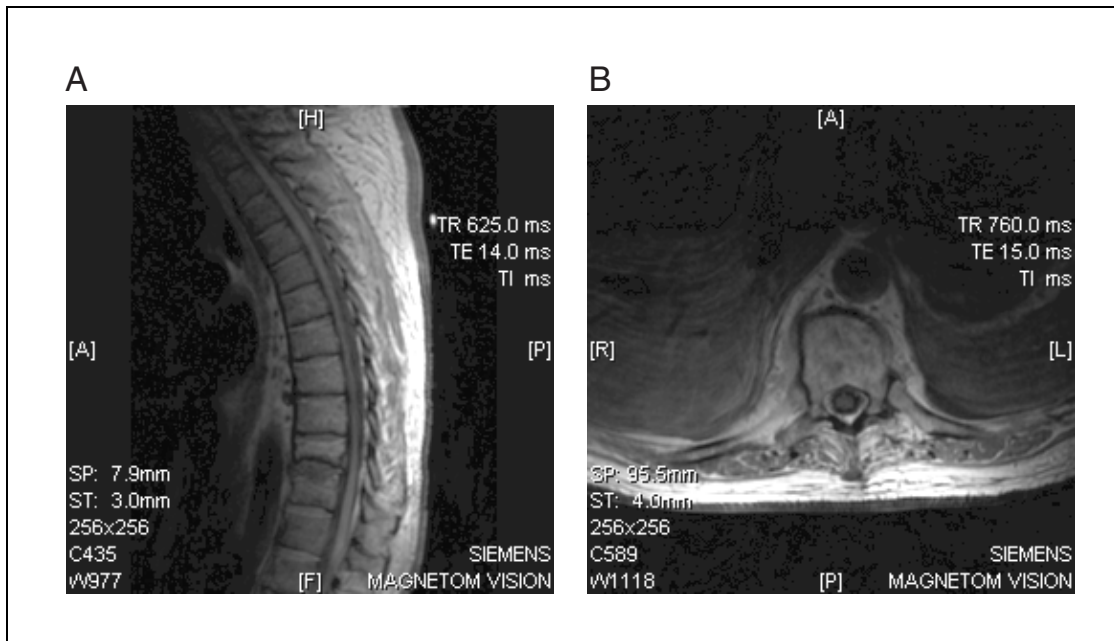 A
[H]
TR 625.0 ms
TE 14.0 ms
TI ms
[A]
[P]
SP: 7.9mm
ST: 3.0mm
256x256
C435
W977
[F]
SIEMENS
MAGNETOM VISION
B
[A]
TR 760.0 ms
TE 15.0 ms
TI ms
[R]
[L]
SP: 95.5mm
ST: 4.0mm
256x256
C589
W1118
[P]
SIEMENS
MAGNETOM VISION